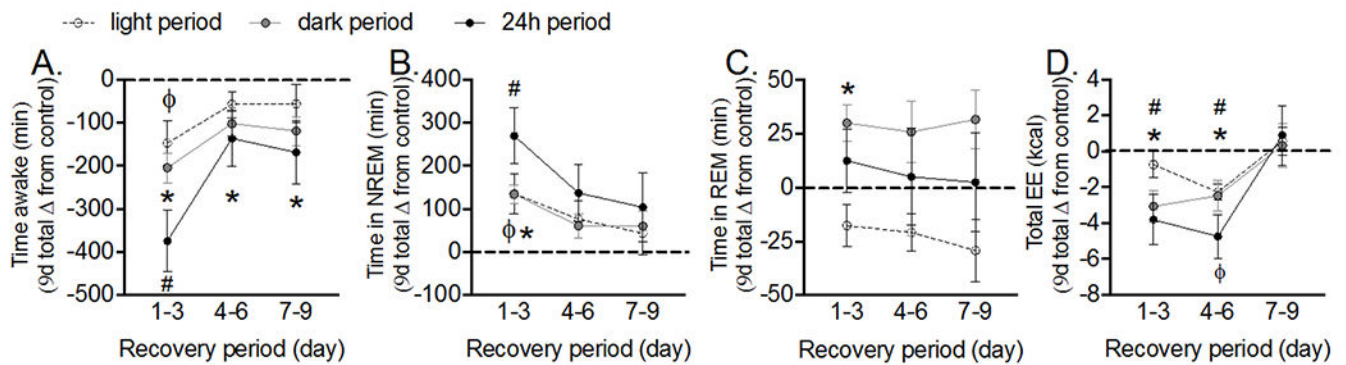 light period dark period 24h period
A. B. C. D.
Time awake (min)
(9d total Δ from control)
0
-100
-200
-300
-400
-500
ϕ
* * *
#
1-3 4-6 7-9
Recovery period (day)
Time in NREM (min)
(9d total Δ from control)
400
300
200
100
0
-100
#
ϕ *
1-3 4-6 7-9
Recovery period (day)
Time in REM (min)
(9d total Δ from control)
50
25
0
-25
-50
*
1-3 4-6 7-9
Recovery period (day)
Total EE (kcal)
(9d total Δ from control)
4
2
0
-2
-4
-6
-8
# #
* *
ϕ
1-3 4-6 7-9
Recovery period (day)